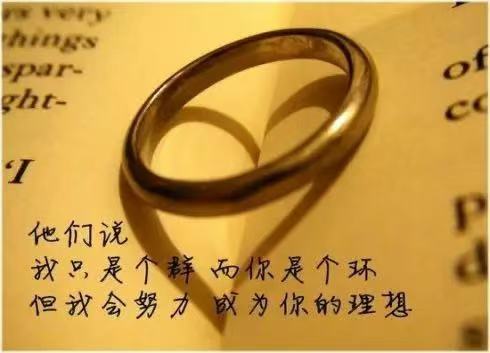 rs very
things
spar-
ght-
'I
of
co
p
d
e
他们说
我只是个群 而你是个环
但我会努力 成为你的理想